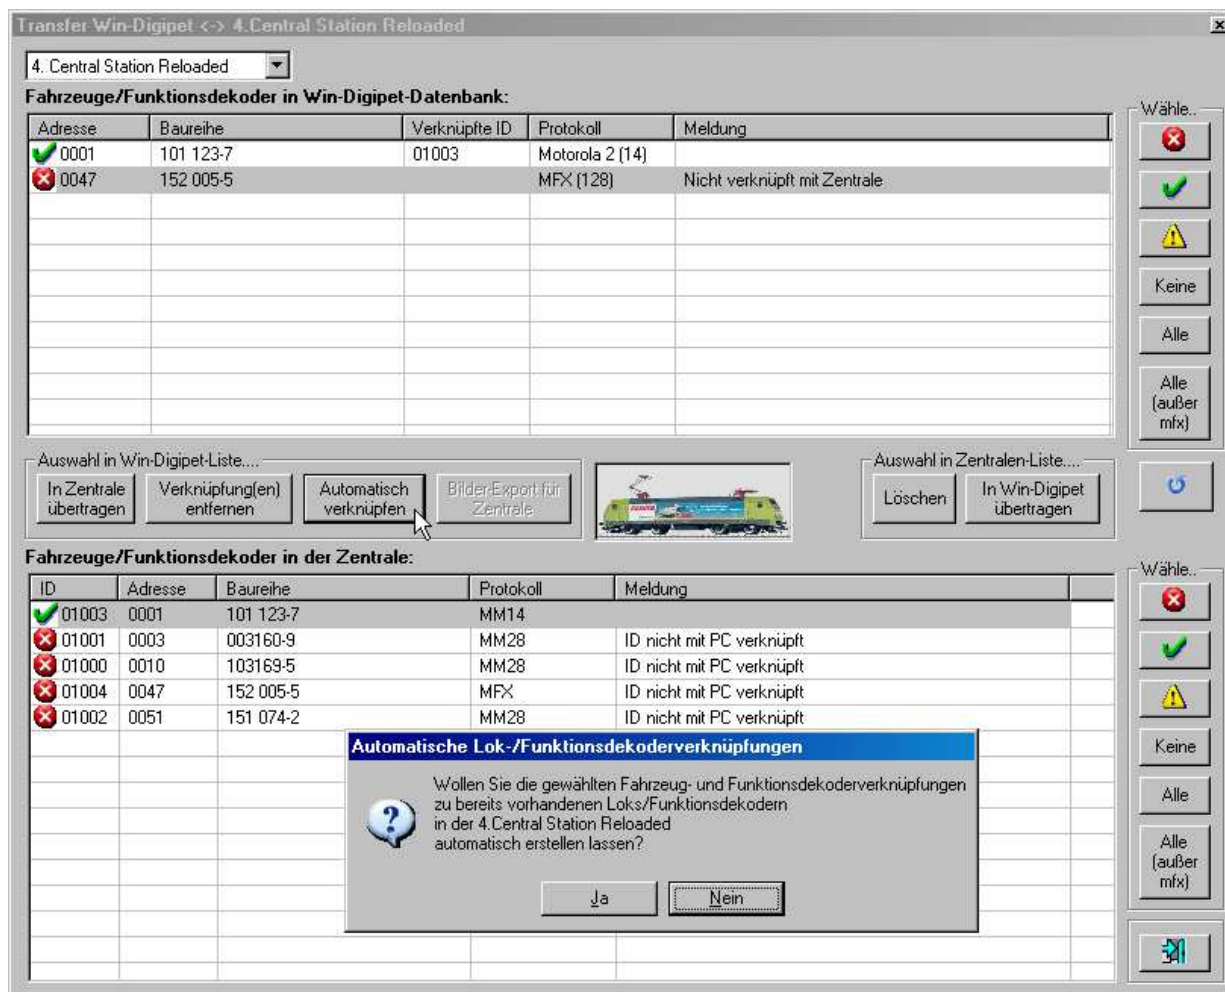 Transfer Win-Digipet <-> 4.Central Station Reloaded
4. Central Station Reloaded
Fahrzeuge/Funktionsdekoder in Win-Digipet-Datenbank:
Adresse Baureihe Verknüpfte ID Protokoll Meldung
0001 101 123-7 01003 Motorola 2 (14)
0047 152 005-5 MFX (128) Nicht verknüpft mit Zentrale
Wähle..
Keine
Alle
Alle
(außer
mfx)
Auswahl in Win-Digipet-Liste....
In Zentrale
übertragen
Verknüpfung(en)
entfernen
Automatisch
verknüpfen
Bilder-Export für
Zentrale
Auswahl in Zentralen-Liste....
Löschen
In Win-Digipet
übertragen
Fahrzeuge/Funktionsdekoder in der Zentrale:
ID Adresse Baureihe Protokoll Meldung
01003 0001 101 123-7 MM14
01001 0003 003160-9 MM28 ID nicht mit PC verknüpft
01000 0010 103169-5 MM28 ID nicht mit PC verknüpft
01004 0047 152 005-5 MFX ID nicht mit PC verknüpft
01002 0051 151 074-2 MM28 ID nicht mit PC verknüpft
Wähle..
Keine
Alle
Alle
(außer
mfx)
Automatische Lok-/Funktionsdekoderverknüpfungen
Wollen Sie die gewählten Fahrzeug- und Funktionsdekoderverknüpfungen
zu bereits vorhandenen Loks/Funktionsdekodern
in der 4.Central Station Reloaded
automatisch erstellen lassen?
Ja
Nein